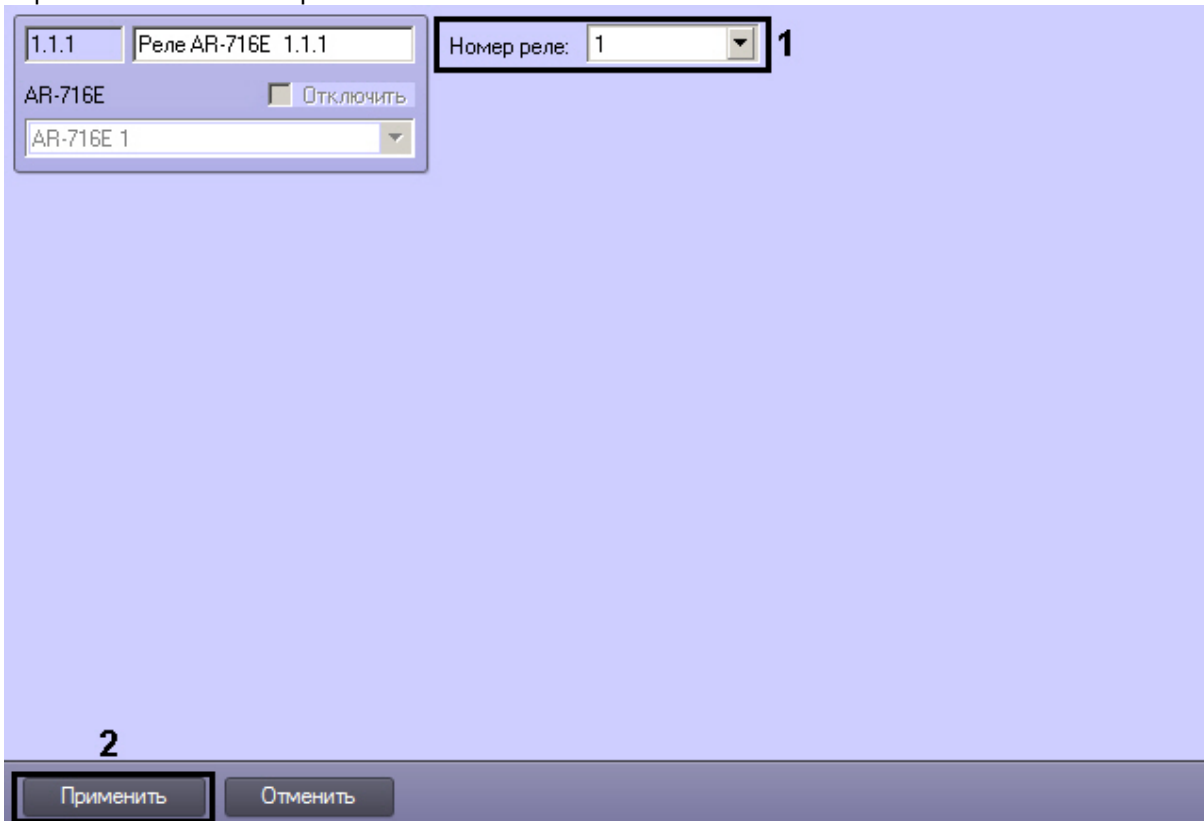 1.1.1 Реле AR-716E 1.1.1 Номер реле: 1 1
AR-716E Отключить
AR-716E 1
2
Применить Отменить